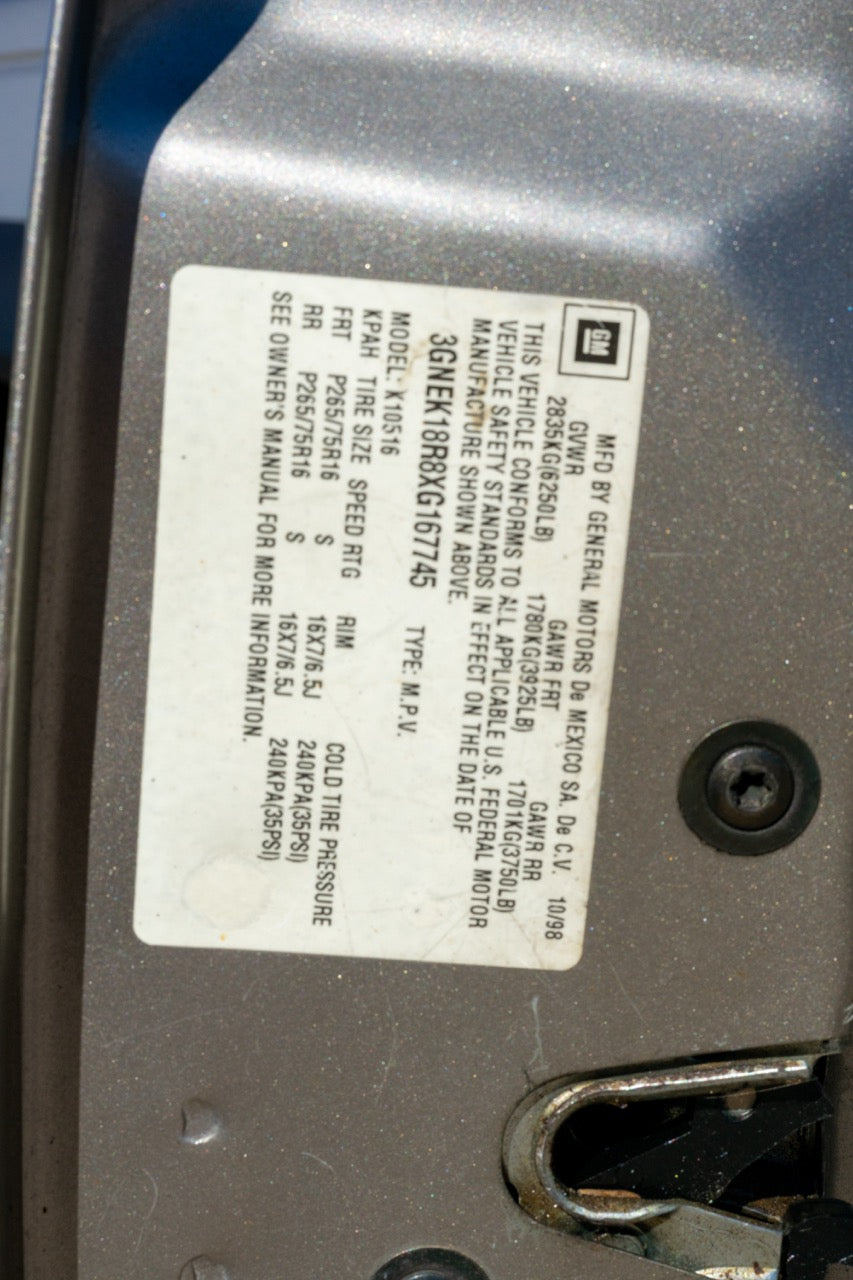 GM
MFD BY GENERAL MOTORS De MEXICO SA. De C.V. 10/98
GVWR GAWR FRT GAWR RR
2835KG(6250LB) 1780KG(3925LB) 1701KG(3750LB)
THIS VEHICLE CONFORMS TO ALL APPLICABLE U.S. FEDERAL MOTOR
VEHICLE SAFETY STANDARDS IN EFFECT ON THE DATE OF
MANUFACTURE SHOWN ABOVE.
3GNEK18R8XG167745 TYPE: M.P.V.
MODEL: K10516
KPAH TIRE SIZE SPEED RTG RIM COLD TIRE PRESSURE
FRT P265/75R16 S 16X7/6.5J 240KPA(35PSI)
RR P265/75R16 S 16X7/6.5J 240KPA(35PSI)
SEE OWNER'S MANUAL FOR MORE INFORMATION.